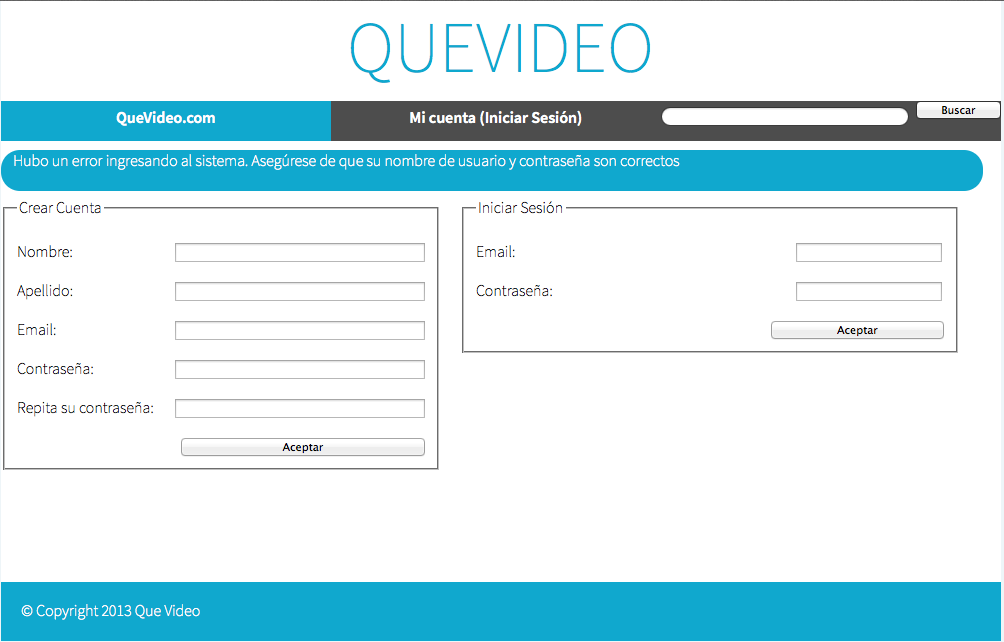 QUEVIDEO
QueVideo.com
Mi cuenta (Iniciar Sesión)
Buscar
Hubo un error ingresando al sistema. Asegúrese de que su nombre de usuario y contraseña son correctos
Crear Cuenta
Nombre:
Apellido:
Email:
Contraseña:
Repita su contraseña:
Aceptar
Iniciar Sesión
Email:
Contraseña:
Aceptar
© Copyright 2013 Que Video